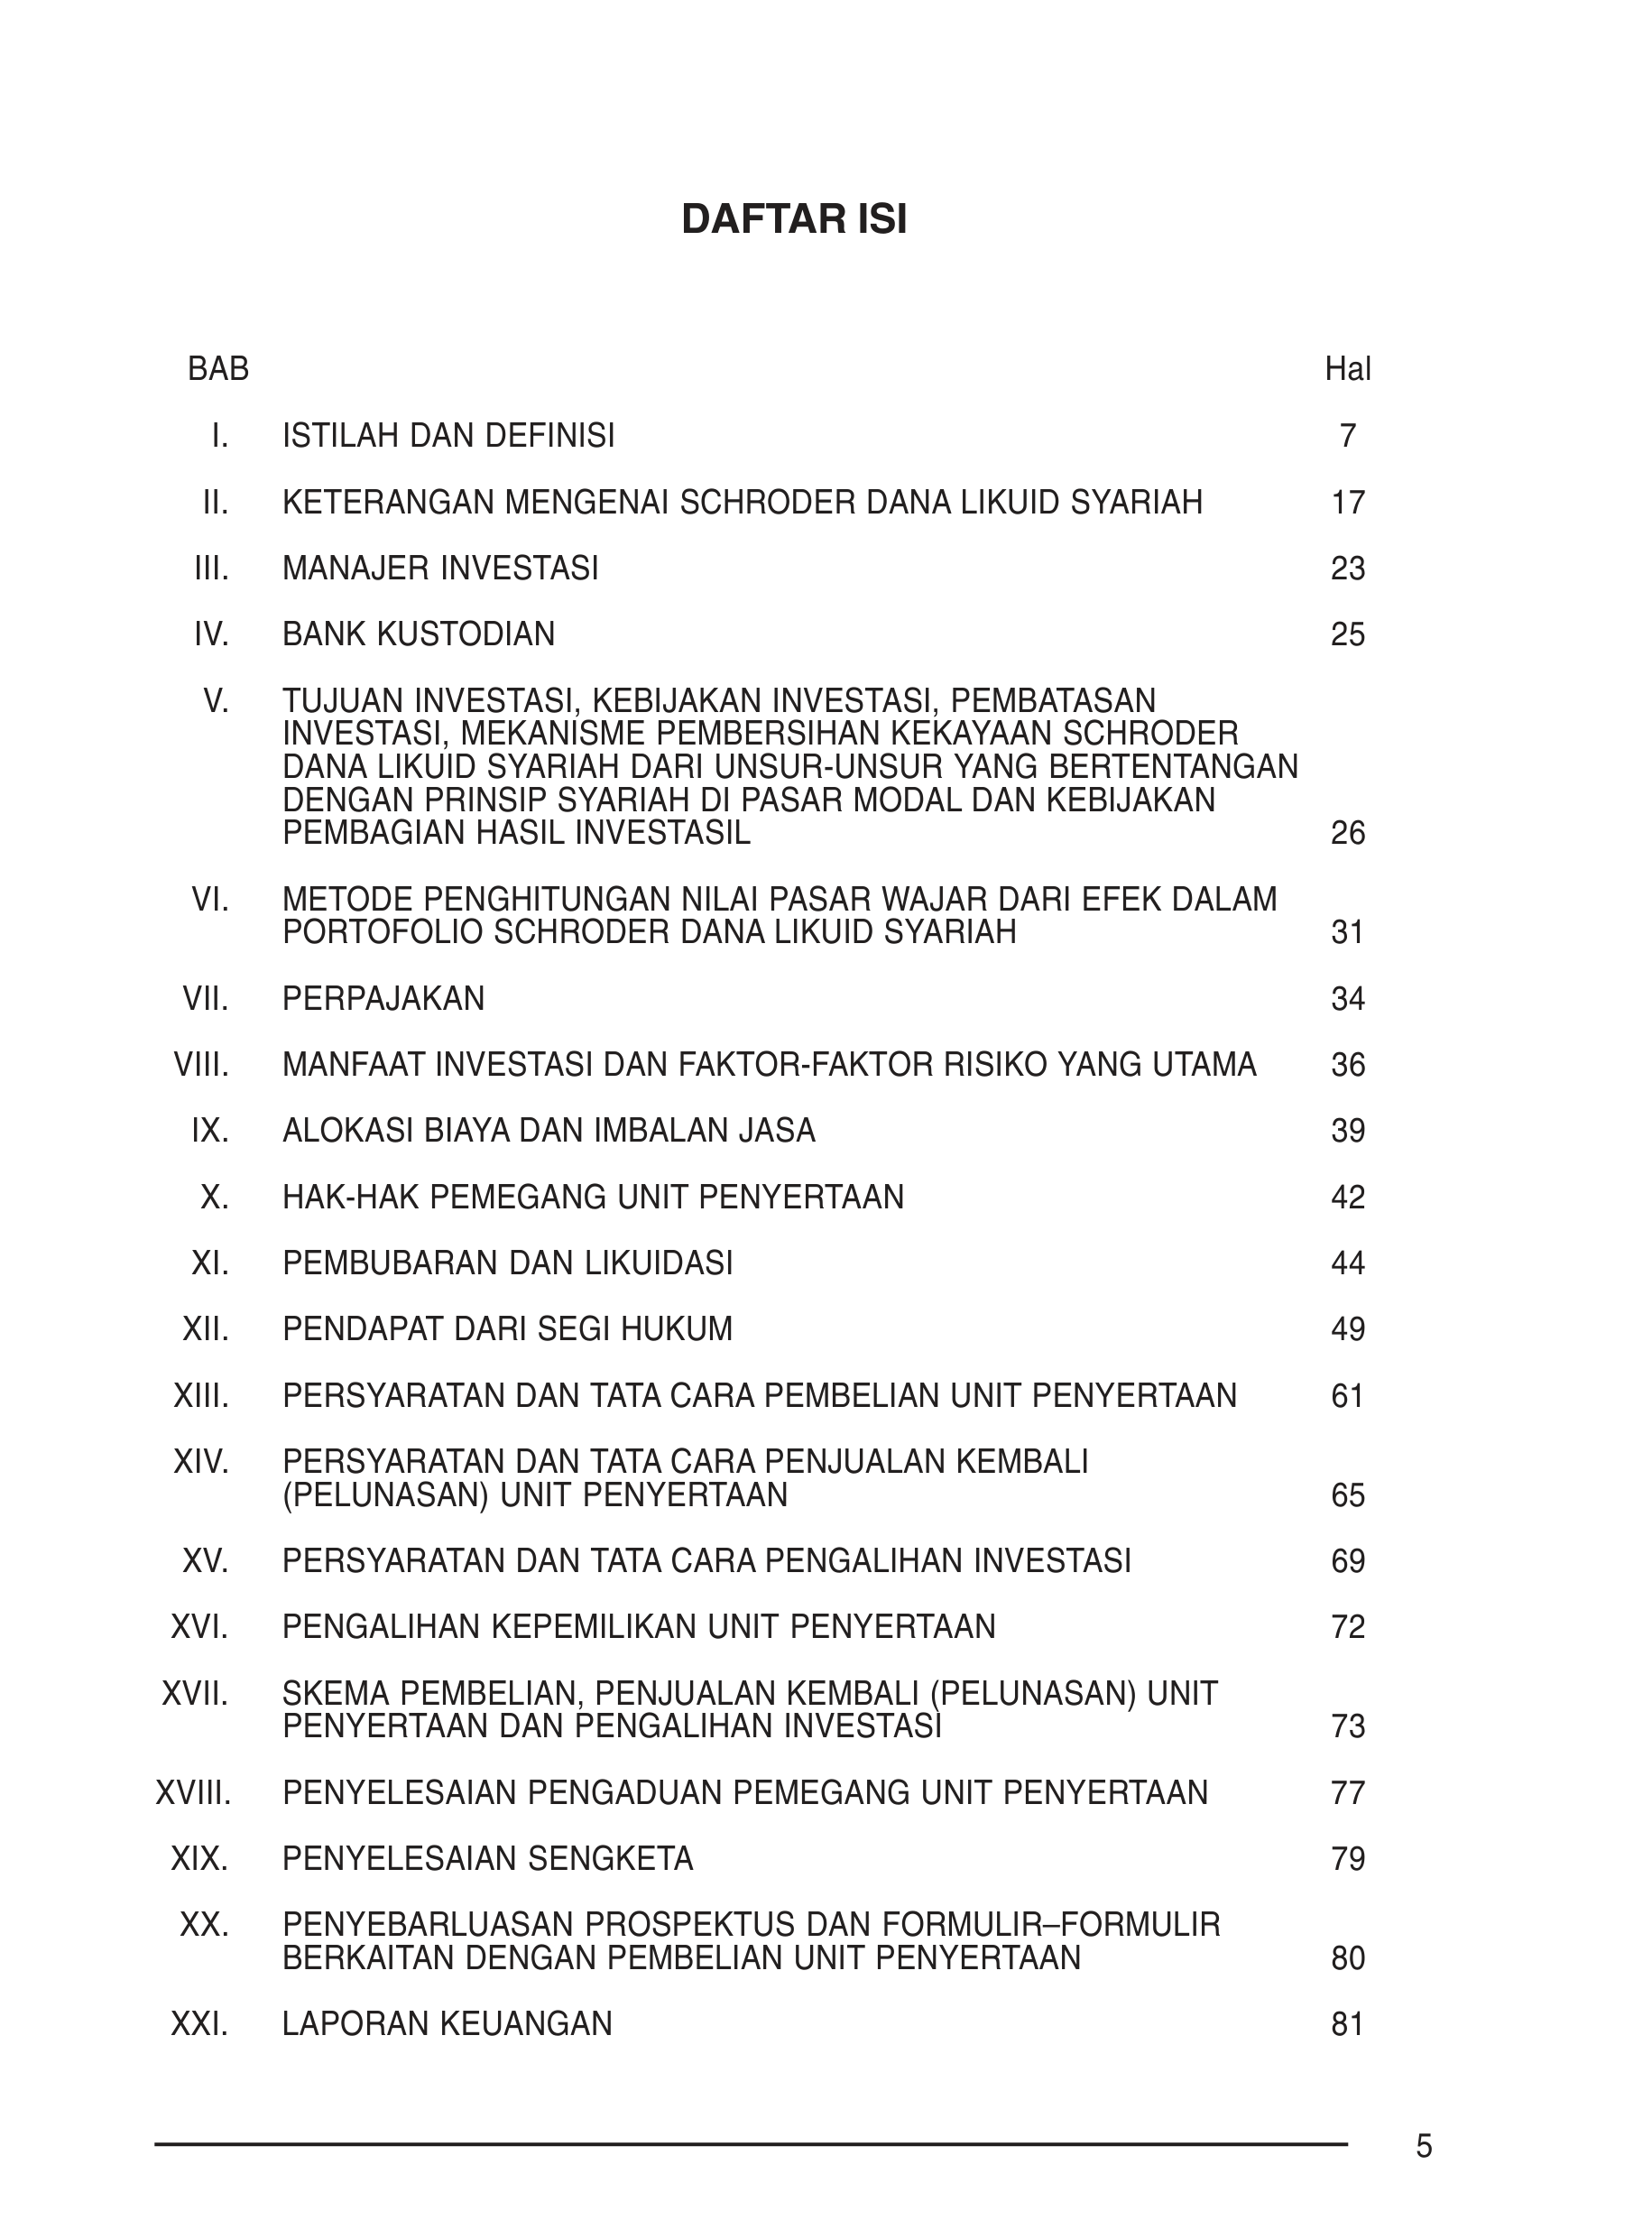 DAFTAR ISI
BAB Hal
I. ISTILAH DAN DEFINISI 7
II. KETERANGAN MENGENAI SCHRODER DANA LIKUID SYARIAH 17
III. MANAJER INVESTASI 23
IV. BANK KUSTODIAN 25
V. TUJUAN INVESTASI, KEBIJAKAN INVESTASI, PEMBATASAN
INVESTASI, MEKANISME PEMBERSIHAN KEKAYAAN SCHRODER
DANA LIKUID SYARIAH DARI UNSUR-UNSUR YANG BERTENTANGAN
DENGAN PRINSIP SYARIAH DI PASAR MODAL DAN KEBIJAKAN
PEMBAGIAN HASIL INVESTASIL 26
VI. METODE PENGHITUNGAN NILAI PASAR WAJAR DARI EFEK DALAM
PORTOFOLIO SCHRODER DANA LIKUID SYARIAH 31
VII. PERPAJAKAN 34
VIII. MANFAAT INVESTASI DAN FAKTOR-FAKTOR RISIKO YANG UTAMA 36
IX. ALOKASI BIAYA DAN IMBALAN JASA 39
X. HAK-HAK PEMEGANG UNIT PENYERTAAN 42
XI. PEMBUBARAN DAN LIKUIDASI 44
XII. PENDAPAT DARI SEGI HUKUM 49
XIII. PERSYARATAN DAN TATA CARA PEMBELIAN UNIT PENYERTAAN 61
XIV. PERSYARATAN DAN TATA CARA PENJUALAN KEMBALI
(PELUNASAN) UNIT PENYERTAAN 65
XV. PERSYARATAN DAN TATA CARA PENGALIHAN INVESTASI 69
XVI. PENGALIHAN KEPEMILIKAN UNIT PENYERTAAN 72
XVII. SKEMA PEMBELIAN, PENJUALAN KEMBALI (PELUNASAN) UNIT
PENYERTAAN DAN PENGALIHAN INVESTASI 73
XVIII. PENYELESAIAN PENGADUAN PEMEGANG UNIT PENYERTAAN 77
XIX. PENYELESAIAN SENGKETA 79
XX. PENYEBARLUASAN PROSPEKTUS DAN FORMULIR–FORMULIR
BERKAITAN DENGAN PEMBELIAN UNIT PENYERTAAN 80
XXI. LAPORAN KEUANGAN 81
5